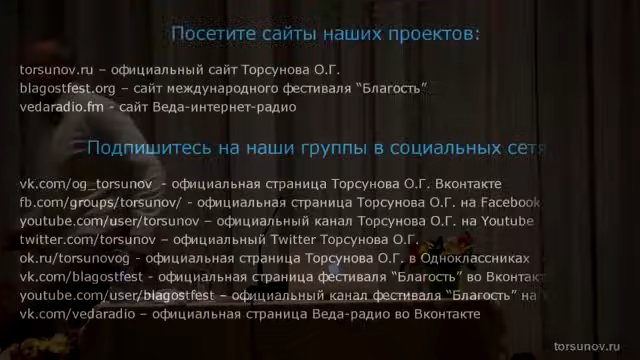 Посетите сайты наших проектов:
torsunov.ru – официальный сайт Торсунова О.Г.
blagostfest.org – сайт международного фестиваля “Благость”
vedaradio.fm - сайт Веда-интернет-радио
Подпишитесь на наши группы в социальных сетя
vk.com/og_torsunov - официальная страница Торсунова О.Г. Вконтакте
fb.com/groups/torsunov/ - официальная страница Торсунова О.Г. на Facebook
youtube.com/user/torsunov – официальный канал Торсунова О.Г. на Youtube
twitter.com/torsunov – официальный Twitter Торсунова О.Г.
ok.ru/torsunovog - официальная страница Торсунова О.Г. в Одноклассниках
vk.com/blagostfest - официальная страница фестиваля “Благость” во Вконтакт
youtube.com/user/blagostfest – официальный канал фестиваля “Благость” на
vk.com/vedaradio – официальная страница Веда-радио во Вконтакте
torsunov.ru